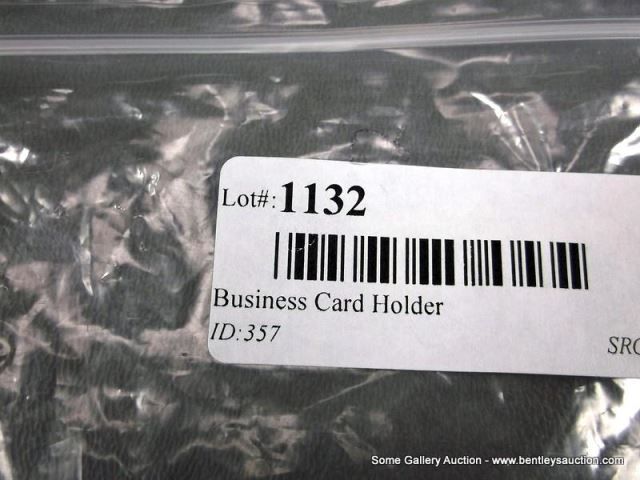 Lot#:1132
Business Card Holder
ID:357
SRC
Some Gallery Auction - www.bentleysauction.com